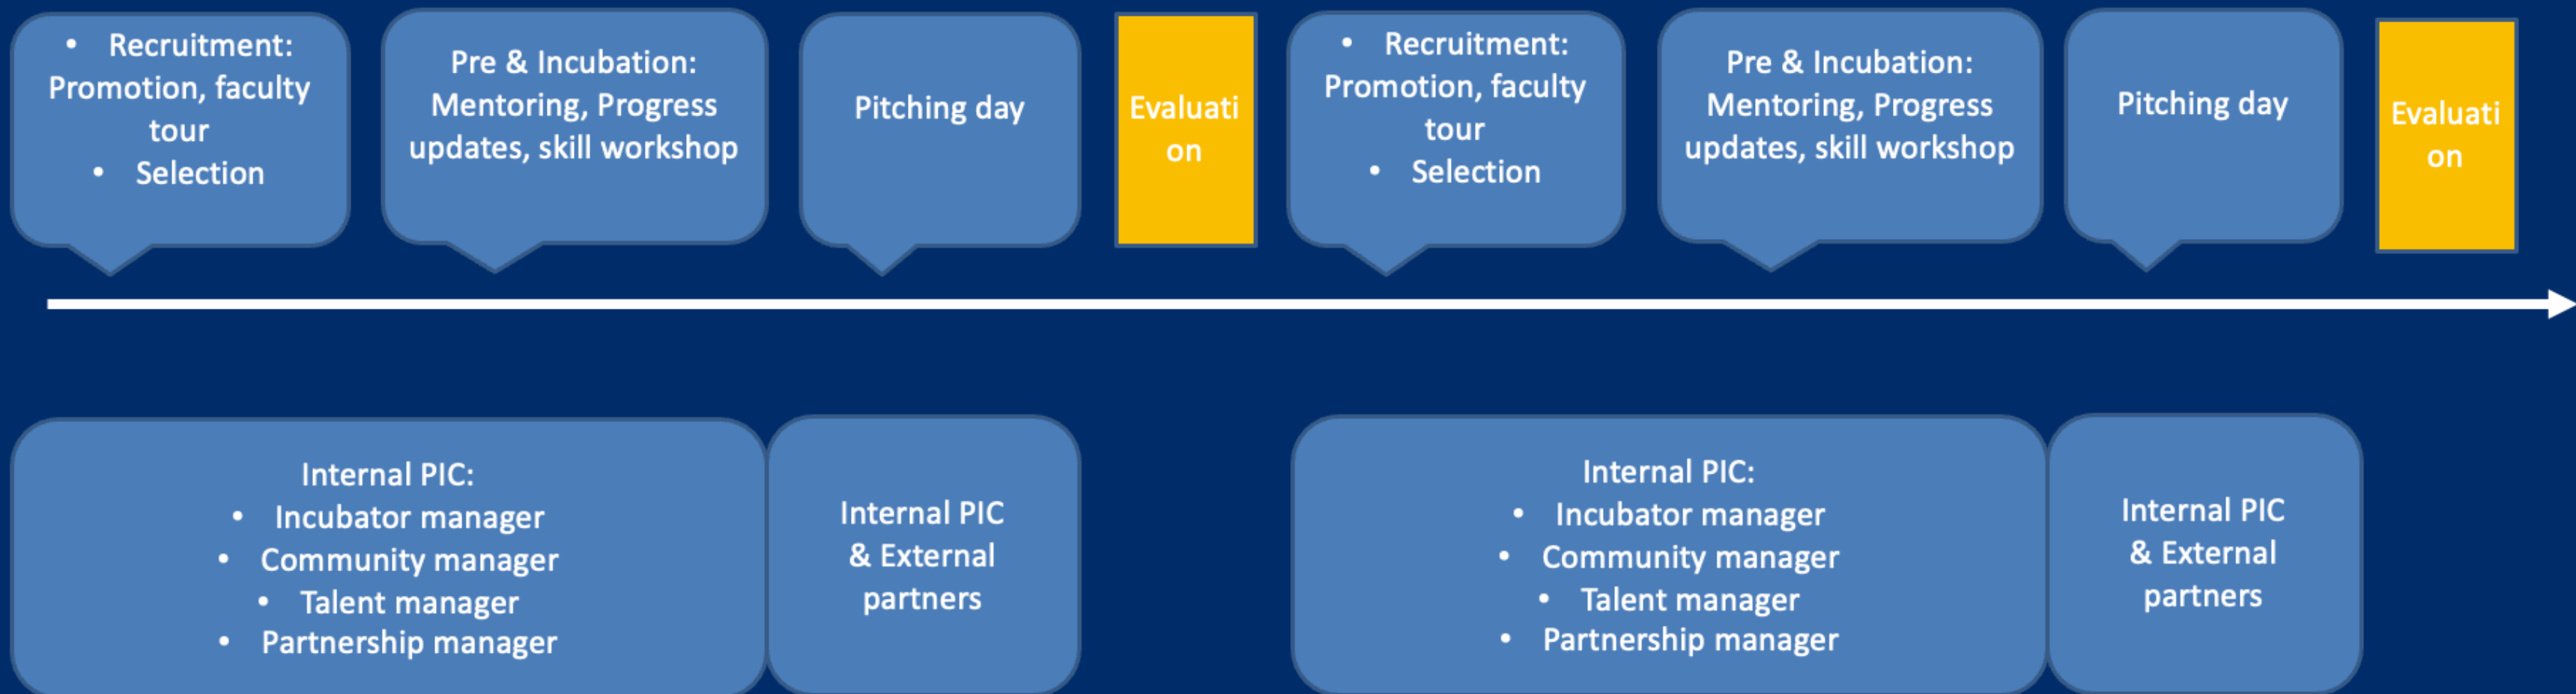 • Recruitment:
Promotion, faculty
tour
• Selection
Pre & Incubation:
Mentoring, Progress
updates, skill workshop
Pitching day
Evaluati
on
• Recruitment:
Promotion, faculty
tour
• Selection
Pre & Incubation:
Mentoring, Progress
updates, skill workshop
Pitching day
Evaluati
on
Internal PIC:
• Incubator manager
• Community manager
• Talent manager
• Partnership manager
Internal PIC
& External
partners
Internal PIC:
• Incubator manager
• Community manager
• Talent manager
• Partnership manager
Internal PIC
& External
partners